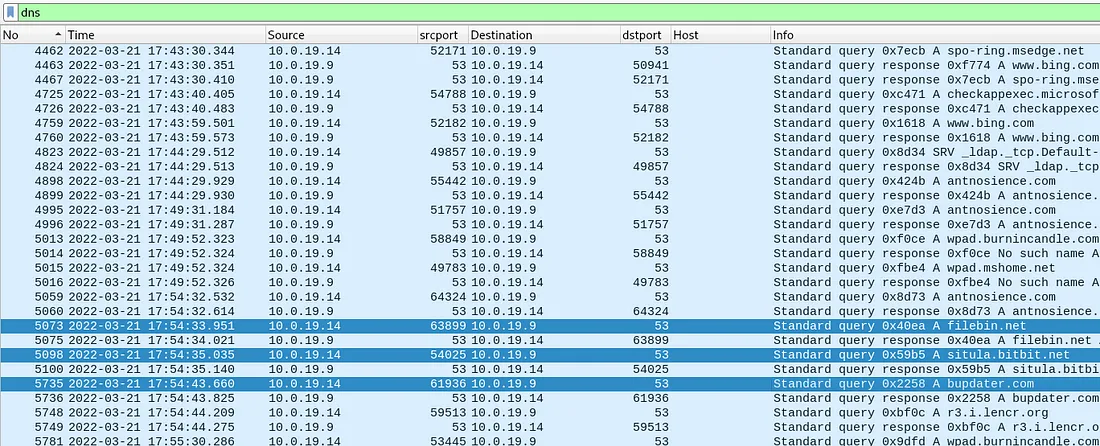 dns
No Time Source srcport Destination dstport Host Info
4462 2022-03-21 17:43:30.344 10.0.19.14 52171 10.0.19.9 53 Standard query 0x7ecb A spo-ring.msedge.net
4463 2022-03-21 17:43:30.351 10.0.19.9 53 10.0.19.14 50941 Standard query response 0xf774 A www.bing.com
4467 2022-03-21 17:43:30.410 10.0.19.9 53 10.0.19.14 52171 Standard query response 0x7ecb A spo-ring.mse
4725 2022-03-21 17:43:40.405 10.0.19.14 54788 10.0.19.9 53 Standard query 0xc471 A checkappexec.microsof
4726 2022-03-21 17:43:40.483 10.0.19.9 53 10.0.19.14 54788 Standard query response 0xc471 A checkappexec
4759 2022-03-21 17:43:59.501 10.0.19.14 52182 10.0.19.9 53 Standard query 0x1618 A www.bing.com
4760 2022-03-21 17:43:59.573 10.0.19.9 53 10.0.19.14 52182 Standard query response 0x1618 A www.bing.com
4823 2022-03-21 17:44:29.512 10.0.19.14 49857 10.0.19.9 53 Standard query 0x8d34 SRV _ldap._tcp.Default-
4824 2022-03-21 17:44:29.513 10.0.19.9 53 10.0.19.14 49857 Standard query response 0x8d34 SRV _ldap._tcp
4898 2022-03-21 17:44:29.929 10.0.19.14 55442 10.0.19.9 53 Standard query 0x424b A antnosience.com
4899 2022-03-21 17:44:29.930 10.0.19.9 53 10.0.19.14 55442 Standard query response 0x424b A antnosience.
4995 2022-03-21 17:49:31.184 10.0.19.14 51757 10.0.19.9 53 Standard query 0xe7d3 A antnosience.com
4996 2022-03-21 17:49:31.287 10.0.19.9 53 10.0.19.14 51757 Standard query response 0xe7d3 A antnosience.
5013 2022-03-21 17:49:52.323 10.0.19.14 58849 10.0.19.9 53 Standard query 0xf0ce A wpad.burnincandle.com
5014 2022-03-21 17:49:52.324 10.0.19.9 53 10.0.19.14 58849 Standard query response 0xf0ce No such name A
5015 2022-03-21 17:49:52.324 10.0.19.14 49783 10.0.19.9 53 Standard query 0xfbe4 A wpad.mshome.net
5016 2022-03-21 17:49:52.326 10.0.19.9 53 10.0.19.14 49783 Standard query response 0xfbe4 No such name A
5059 2022-03-21 17:54:32.532 10.0.19.14 64324 10.0.19.9 53 Standard query 0x8d73 A antnosience.com
5060 2022-03-21 17:54:32.614 10.0.19.9 53 10.0.19.14 64324 Standard query response 0x8d73 A antnosience.
5073 2022-03-21 17:54:33.951 10.0.19.14 63899 10.0.19.9 53 Standard query 0x40ea A filebin.net
5075 2022-03-21 17:54:34.021 10.0.19.9 53 10.0.19.14 63899 Standard query response 0x40ea A filebin.net
5098 2022-03-21 17:54:35.035 10.0.19.14 54025 10.0.19.9 53 Standard query 0x59b5 A situla.bitbit.net
5100 2022-03-21 17:54:35.140 10.0.19.9 53 10.0.19.14 54025 Standard query response 0x59b5 A situla.bitbi
5735 2022-03-21 17:54:43.660 10.0.19.14 61936 10.0.19.9 53 Standard query 0x2258 A bupdater.com
5736 2022-03-21 17:54:43.825 10.0.19.9 53 10.0.19.14 61936 Standard query response 0x2258 A bupdater.com
5748 2022-03-21 17:54:44.209 10.0.19.14 59513 10.0.19.9 53 Standard query 0xbf0c A r3.i.lencr.org
5749 2022-03-21 17:54:44.275 10.0.19.9 53 10.0.19.14 59513 Standard query response 0xbf0c A r3.i.lencr.o
5781 2022-03-21 17:55:30.286 10.0.19.14 53445 10.0.19.9 53 Standard query 0x9dfd A wpad.burnincandle.com